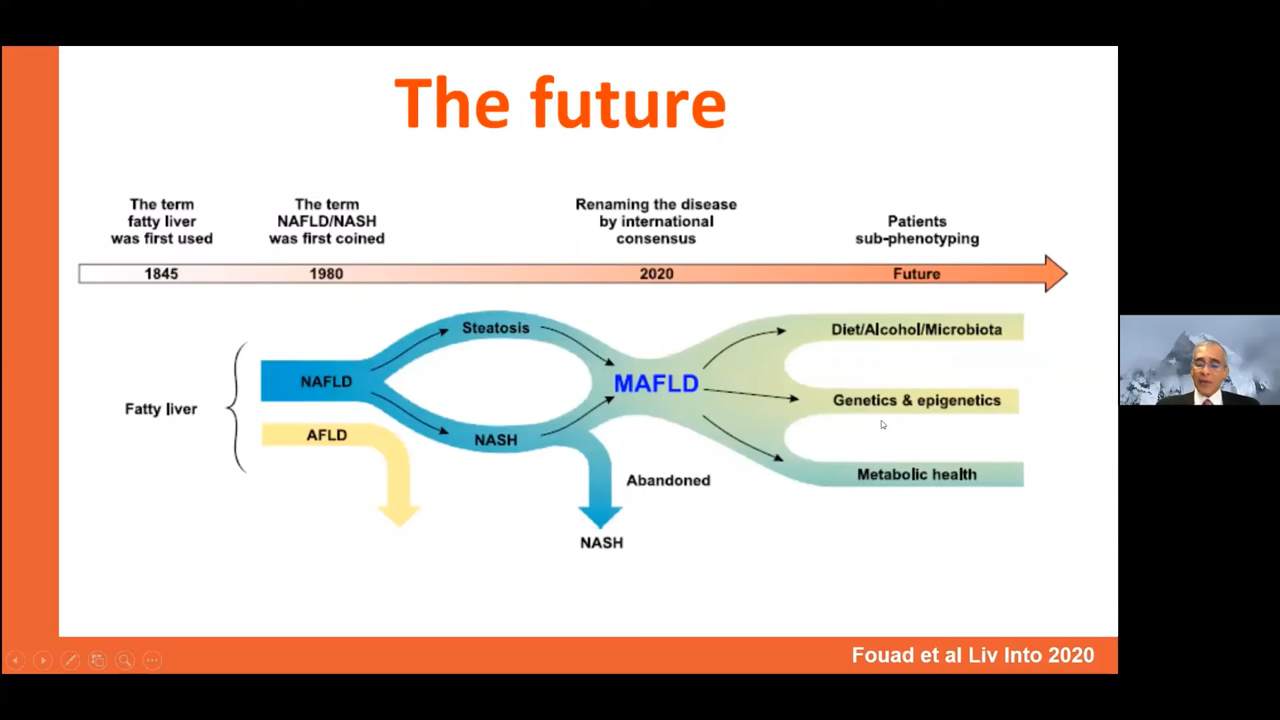 The future
The term
fatty liver
was first used
The term
NAFLD/NASH
was first coined
Renaming the disease
by international
consensus
Patients
sub-phenotyping
1845
1980
2020
Future
Fatty liver
NAFLD
AFLD
Steatosis
NASH
MAFLD
Abandoned
NASH
Diet/Alcohol/Microbiota
Genetics & epigenetics
Metabolic health
Fouad et al Liv Into 2020